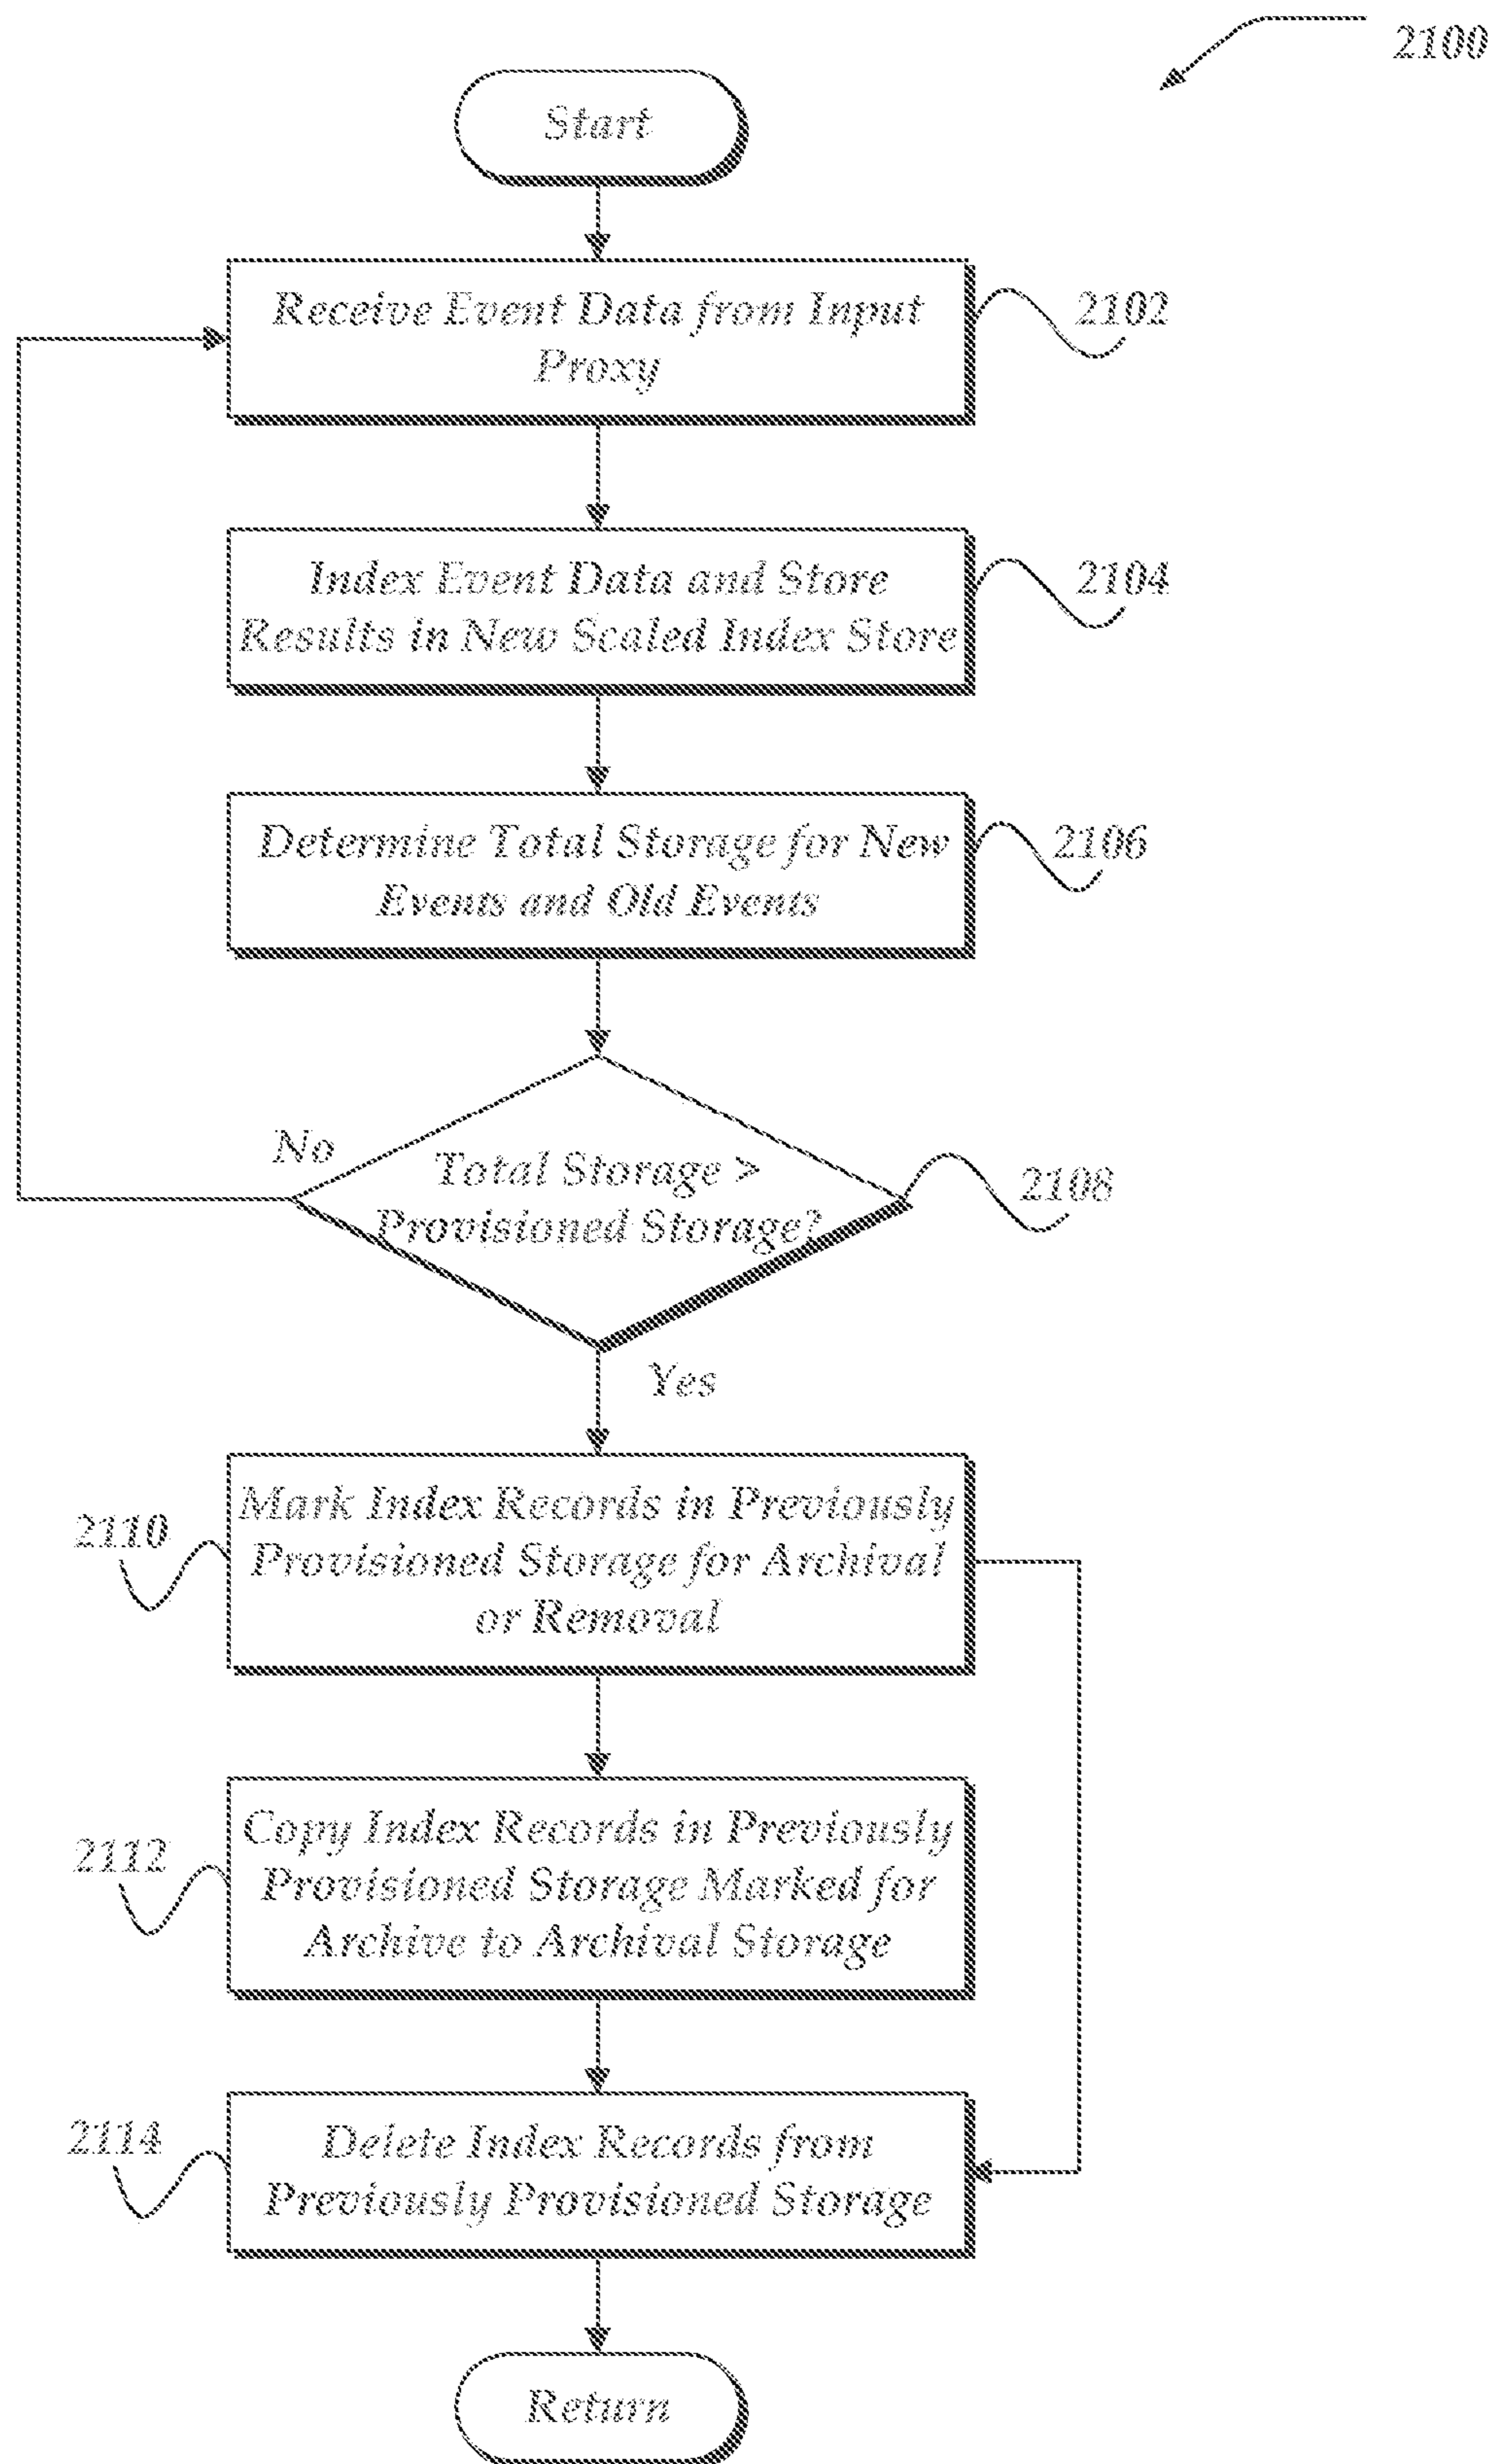 2100
Start
Receive Event Data from Input
Proxy
2102
Index Event Data and Store
Results in New Scaled Index Store
2104
Determine Total Storage for New
Events and Old Events
2106
No
Total Storage >
Provisioned Storage?
2108
Yes
Mark Index Records in Previously
Provisioned Storage for Archival
or Removal
2110
Copy Index Records in Previously
Provisioned Storage Marked for
Archive to Archival Storage
2112
Delete Index Records from
Previously Provisioned Storage
2114
Return